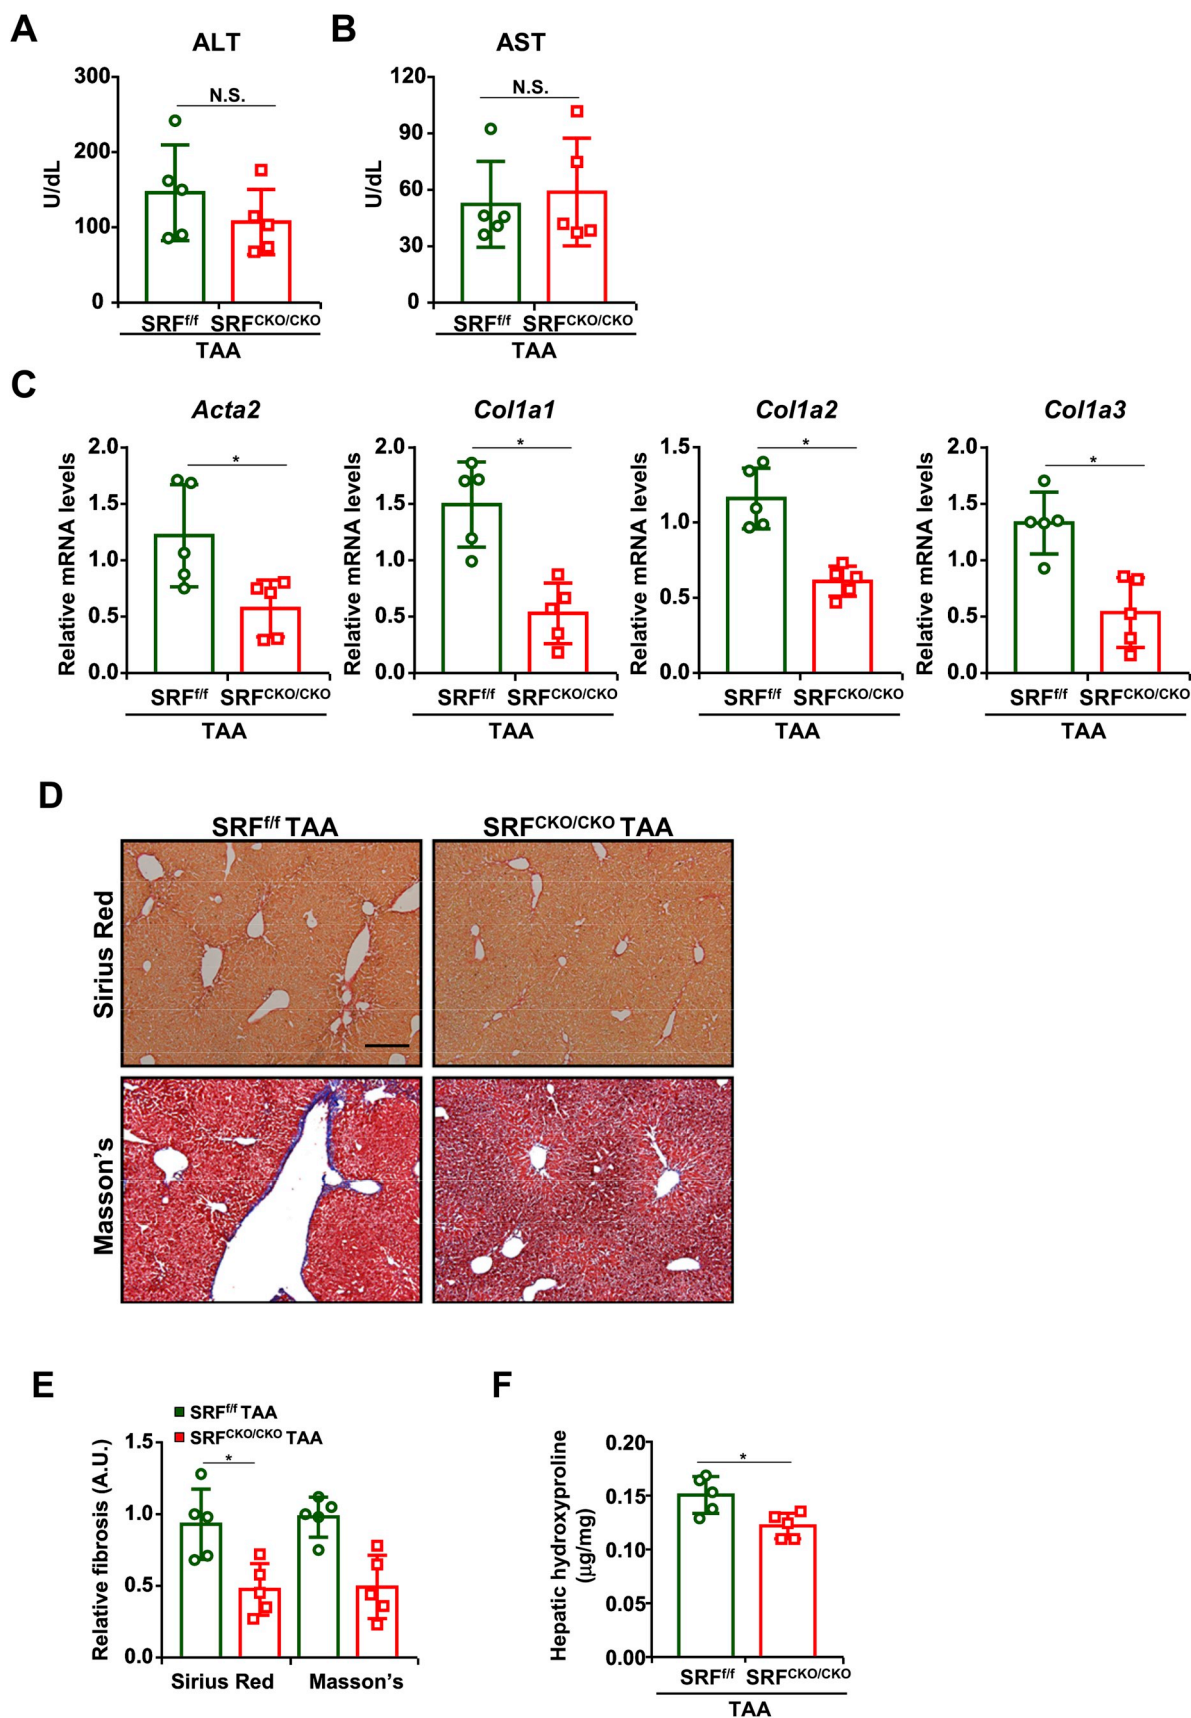 A
B
ALT
AST
300
200
100
0
U/dL
N.S.
SRFf/f SRFCKO/CKO
TAA
120
90
60
30
0
U/dL
N.S.
SRFf/f SRFCKO/CKO
TAA
C
Acta2
2.0
1.5
1.0
0.5
0.0
Relative mRNA levels
*
SRFf/f SRFCKO/CKO
TAA
Col1a1
2.0
1.5
1.0
0.5
0.0
Relative mRNA levels
*
SRFf/f SRFCKO/CKO
TAA
Col1a2
1.5
1.0
0.5
0.0
Relative mRNA levels
*
SRFf/f SRFCKO/CKO
TAA
Col1a3
2.0
1.5
1.0
0.5
0.0
Relative mRNA levels
*
SRFf/f SRFCKO/CKO
TAA
D
SRFf/f TAA
SRFCKO/CKO TAA
Sirius Red
Masson's
E
SRFf/f TAA
SRFCKO/CKO TAA
1.5
1.0
0.5
0.0
Relative fibrosis (A.U.)
*
Sirius Red
Masson's
F
0.20
0.15
0.10
0.05
0.00
Hepatic hydroxyproline
(μg/mg)
*
SRFf/f SRFCKO/CKO
TAA